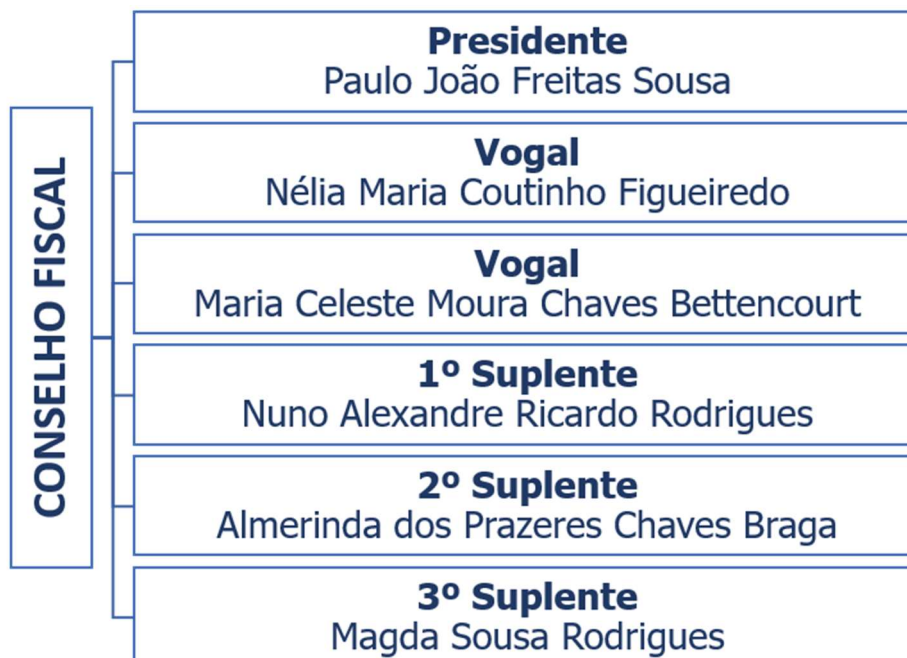 CONSELHO FISCAL
Presidente
Paulo João Freitas Sousa
Vogal
Nélia Maria Coutinho Figueiredo
Vogal
Maria Celeste Moura Chaves Bettencourt
1º Suplente
Nuno Alexandre Ricardo Rodrigues
2º Suplente
Almerinda dos Prazeres Chaves Braga
3º Suplente
Magda Sousa Rodrigues